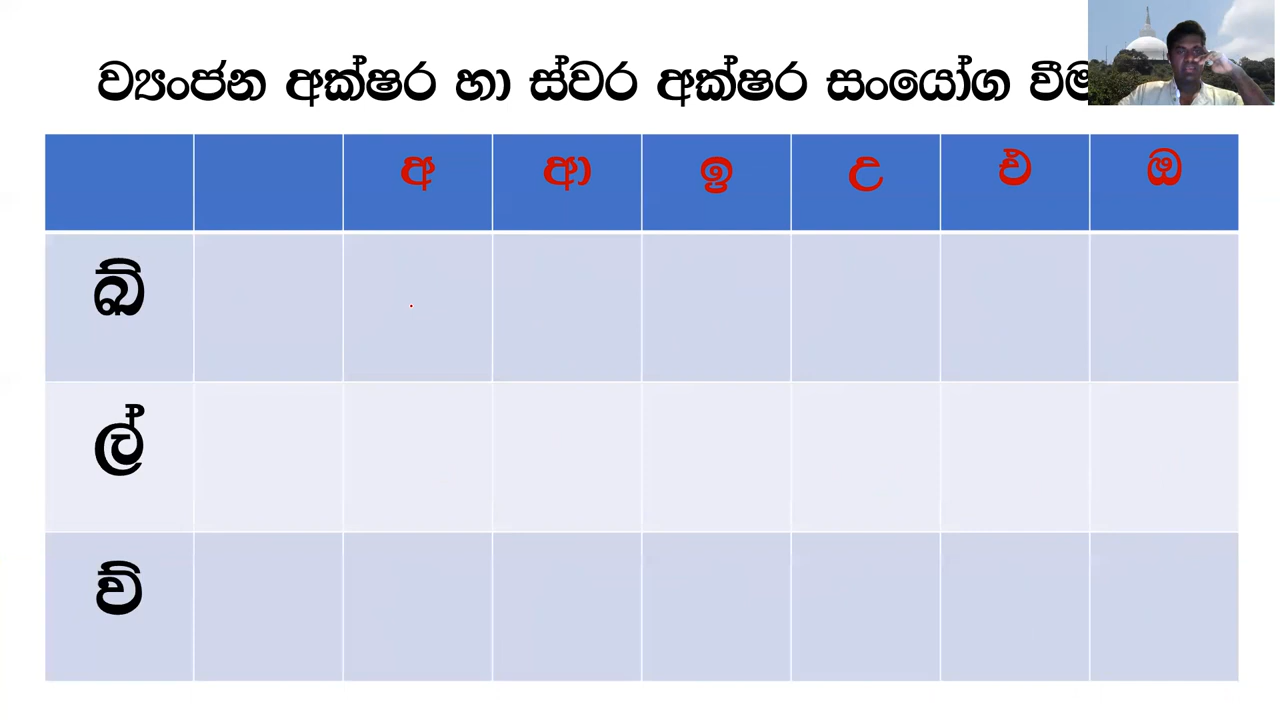 ව්‍යංජන අක්ෂර හා ස්වර අක්ෂර සංයෝග
අ ආ ඉ උ එ ඔ
ඛ්
ල්
ව්